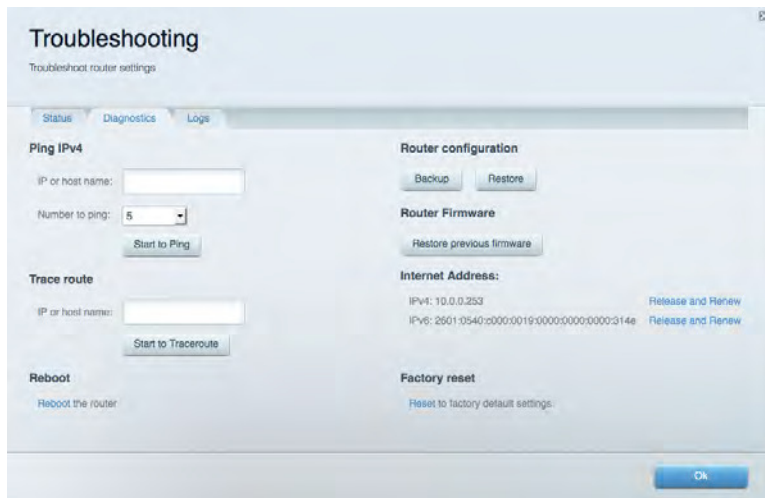 Troubleshooting
Troubleshoot router settings
Status Diagnostics Logs
Ping IPv4
IP or host name:
Number to ping: 5
Start to Ping
Trace route
IP or host name:
Start to Traceroute
Reboot
Reboot the router
Router configuration
Backup Restore
Router Firmware
Restore previous firmware
Internet Address:
IPv4: 10.0.0.253 Release and Renew
IPv6: 2601:0540:c000:0019:0000:0000:0000:314e Release and Renew
Factory reset
Reset to factory default settings.
Ok